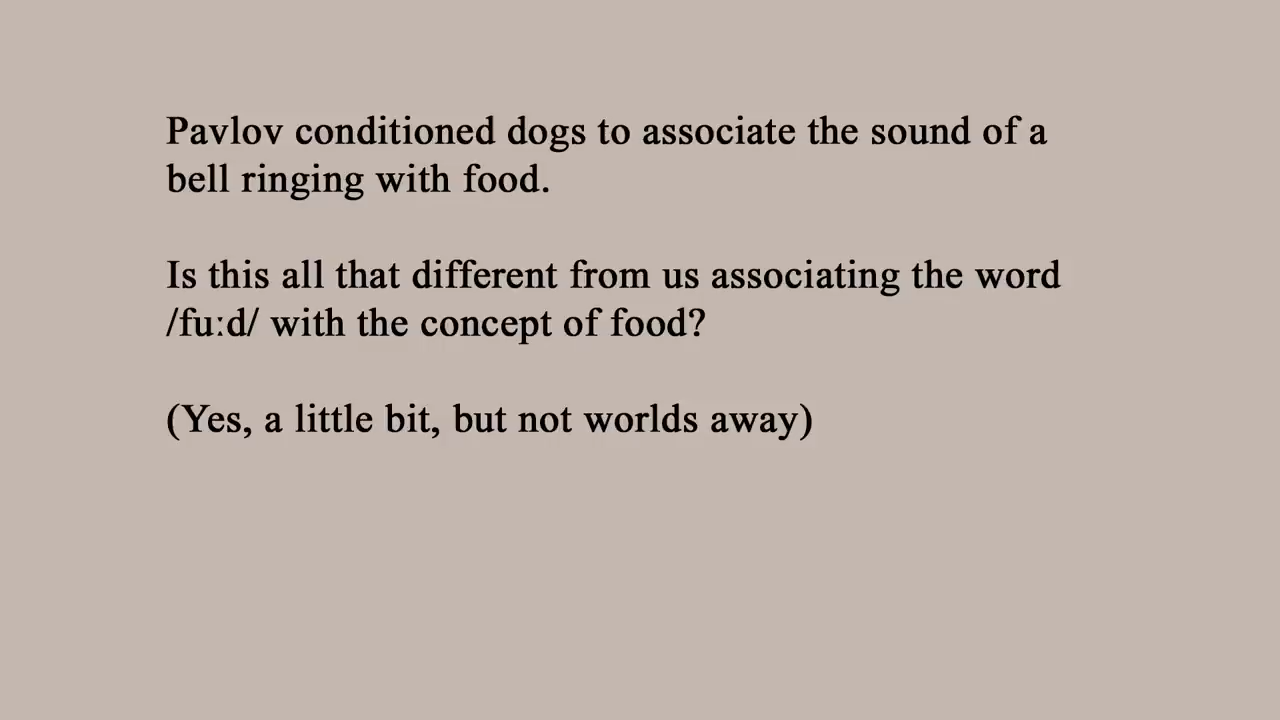 Pavlov conditioned dogs to associate the sound of a
bell ringing with food.
Is this all that different from us associating the word
/fuːd/ with the concept of food?
(Yes, a little bit, but not worlds away)